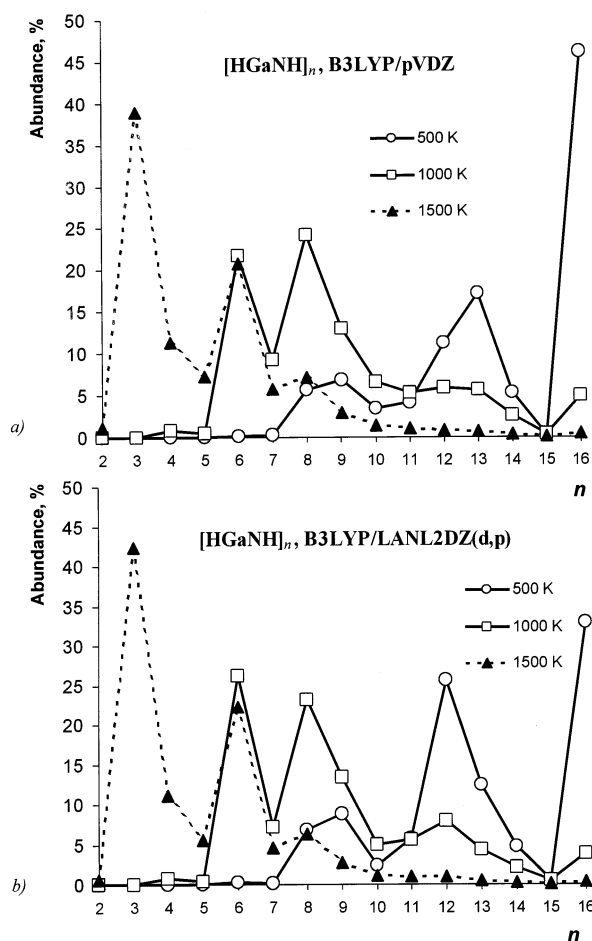 Abundance, %
50
45
40
35
30
25
20
15
10
5
0
[HGaNH]n, B3LYP/pVDZ
500 K
1000 K
1500 K
a)
2 3 4 5 6 7 8 9 10 11 12 13 14 15 16
n
Abundance, %
50
45
40
35
30
25
20
15
10
5
0
[HGaNH]n, B3LYP/LANL2DZ(d,p)
500 K
1000 K
1500 K
b)
2 3 4 5 6 7 8 9 10 11 12 13 14 15 16
n